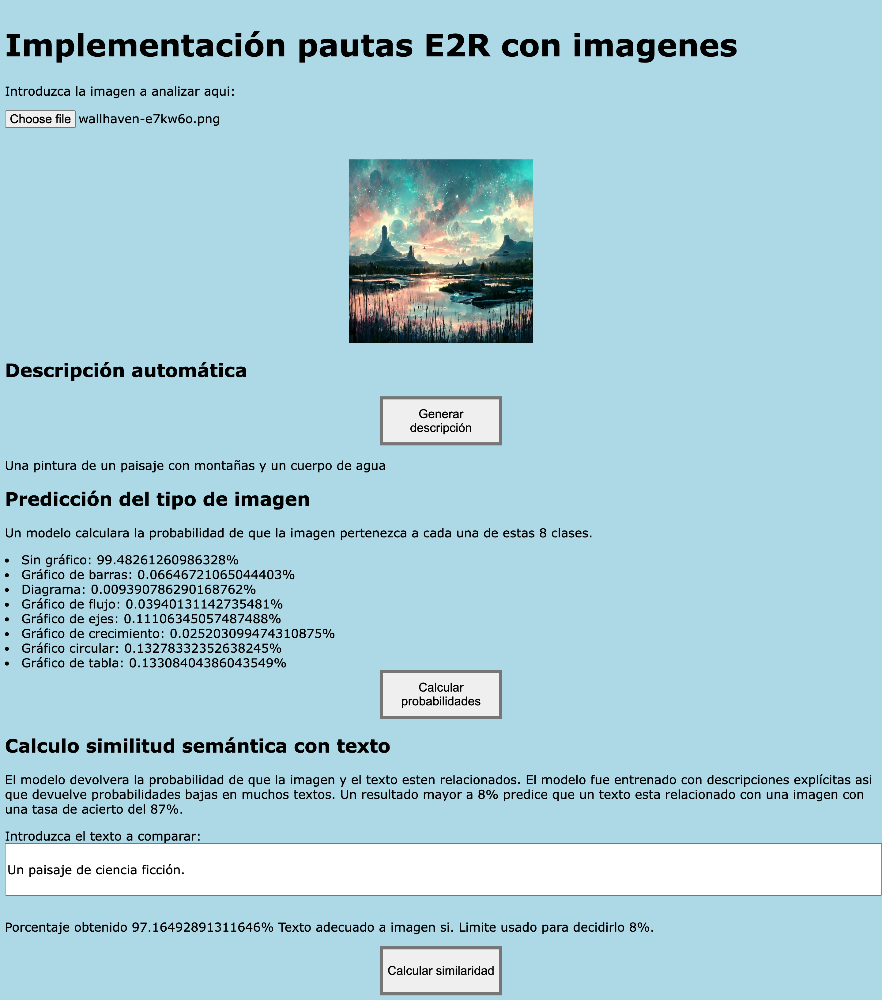 Implementación pautas E2R con imagenes
Introduzca la imagen a analizar aqui:
Choose file wallhaven-e7kw6o.png
Descripción automática
Generar
descripción
Una pintura de un paisaje con montañas y un cuerpo de agua
Predicción del tipo de imagen
Un modelo calculara la probabilidad de que la imagen pertenezca a cada una de estas 8 clases.
• Sin gráfico: 99.48261260986328%
• Gráfico de barras: 0.06646721065044403%
• Diagrama: 0.009390786290168762%
• Gráfico de flujo: 0.03940131142735481%
• Gráfico de ejes: 0.11106345057487488%
• Gráfico de crecimiento: 0.025203099474310875%
• Gráfico circular: 0.13278332352638245%
• Gráfico de tabla: 0.13308404386043549%
Calcular
probabilidades
Calculo similitud semántica con texto
El modelo devolvera la probabilidad de que la imagen y el texto esten relacionados. El modelo fue entrenado con descripciones explícitas asi
que devuelve probabilidades bajas en muchos textos. Un resultado mayor a 8% predice que un texto esta relacionado con una imagen con
una tasa de acierto del 87%.
Introduzca el texto a comparar:
Un paisaje de ciencia ficción.
Porcentaje obtenido 97.16492891311646% Texto adecuado a imagen si. Limite usado para decidirlo 8%.
Calcular similaridad